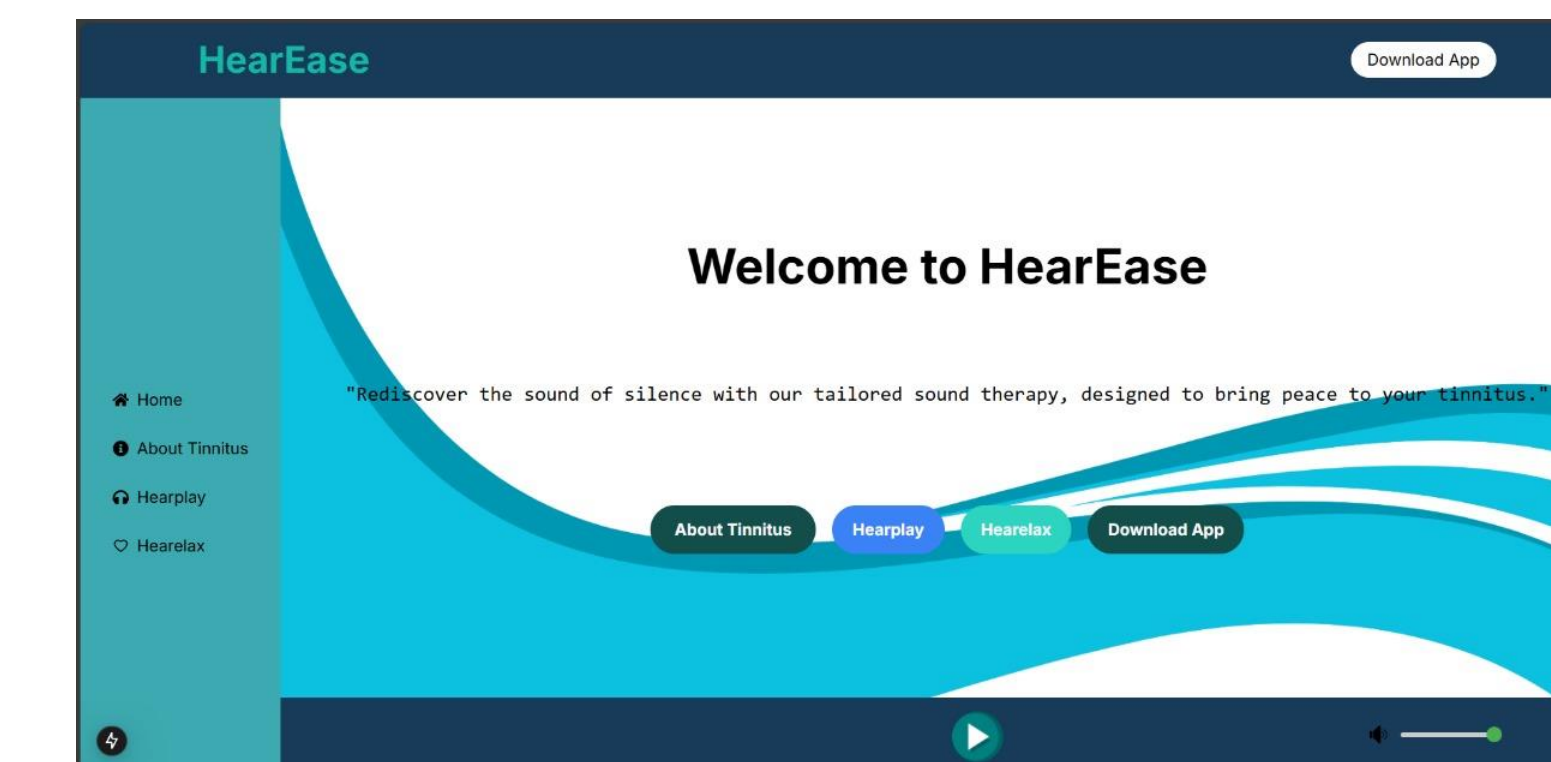 HearEase
Download App
Welcome to HearEase
"Rediscover the sound of silence with our tailored sound therapy, designed to bring peace to your tinnitus."
Home
About Tinnitus
Hearplay
Hearelax
About Tinnitus
Hearplay
Hearelax
Download App